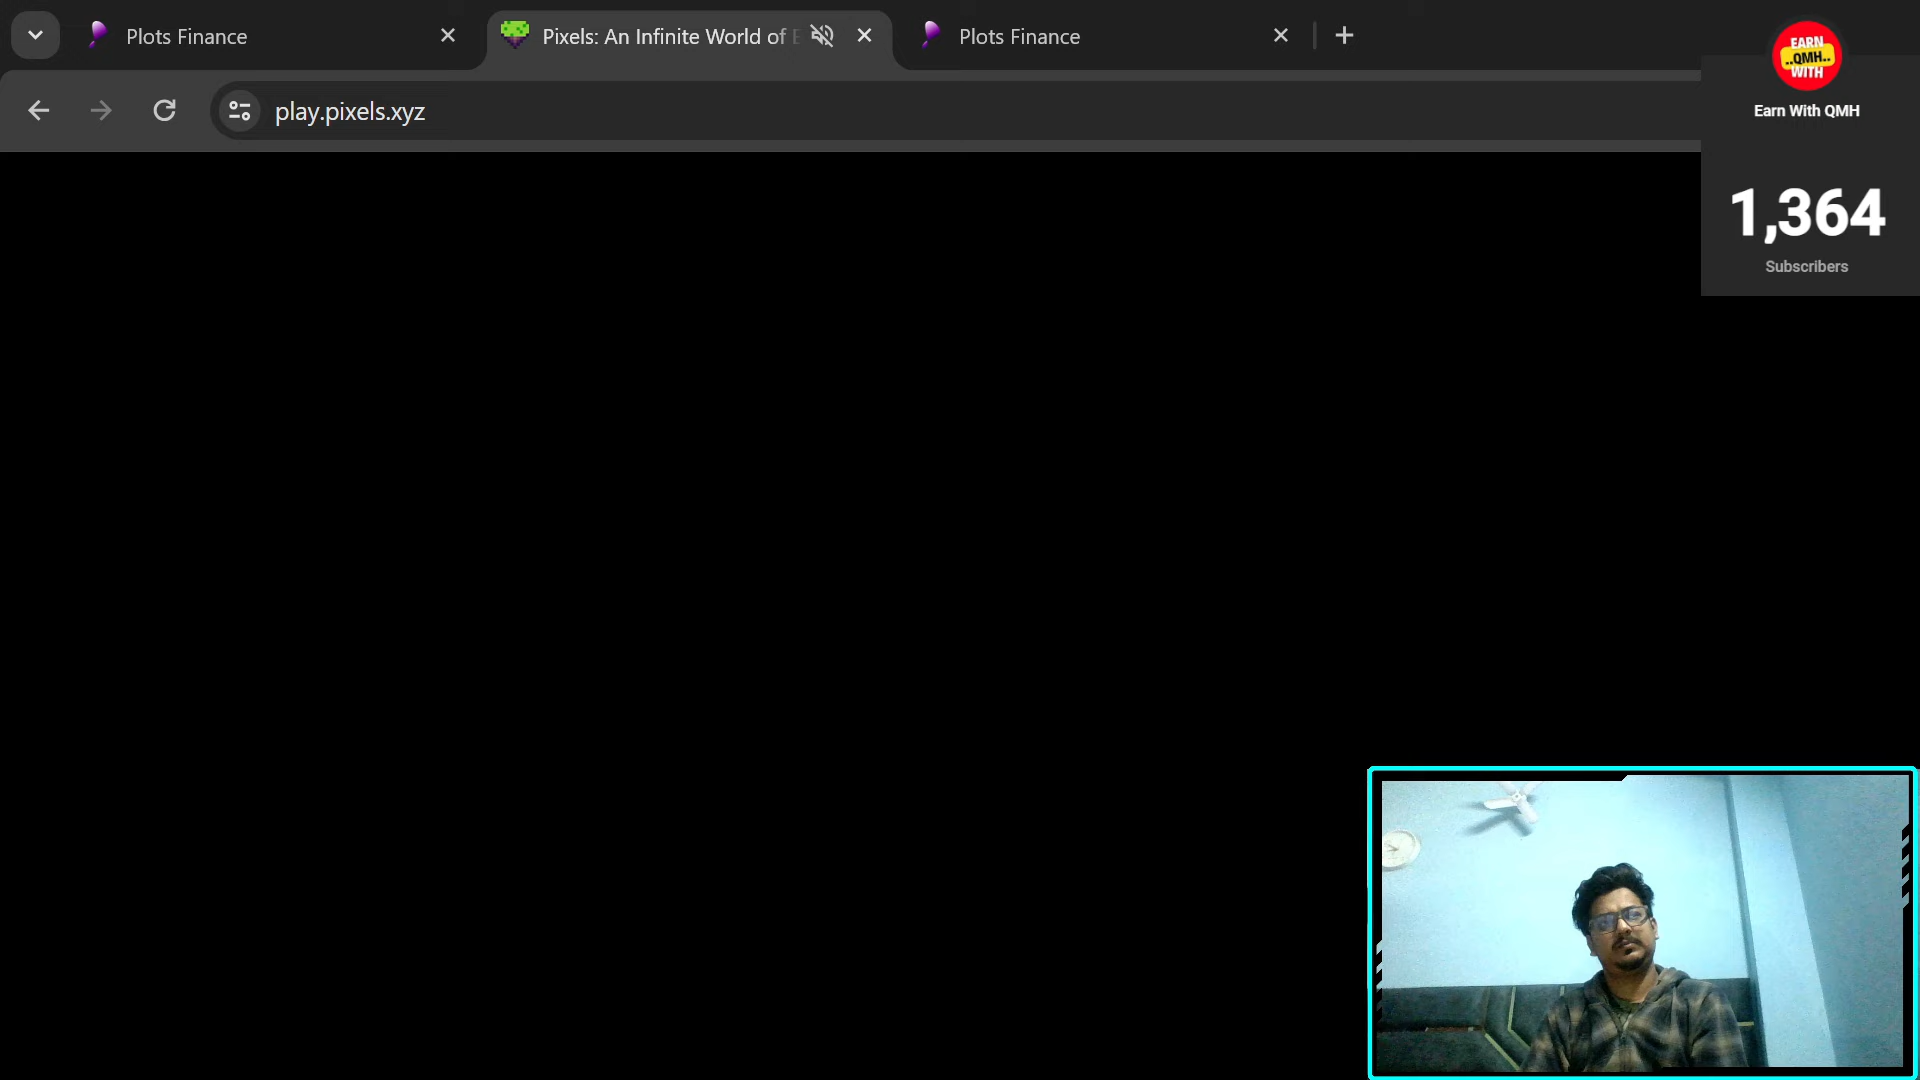 Plots Finance
Pixels: An Infinite World of
Plots Finance
play.pixels.xyz
EARN
..QMH..
WITH
Earn With QMH
1,364
Subscribers